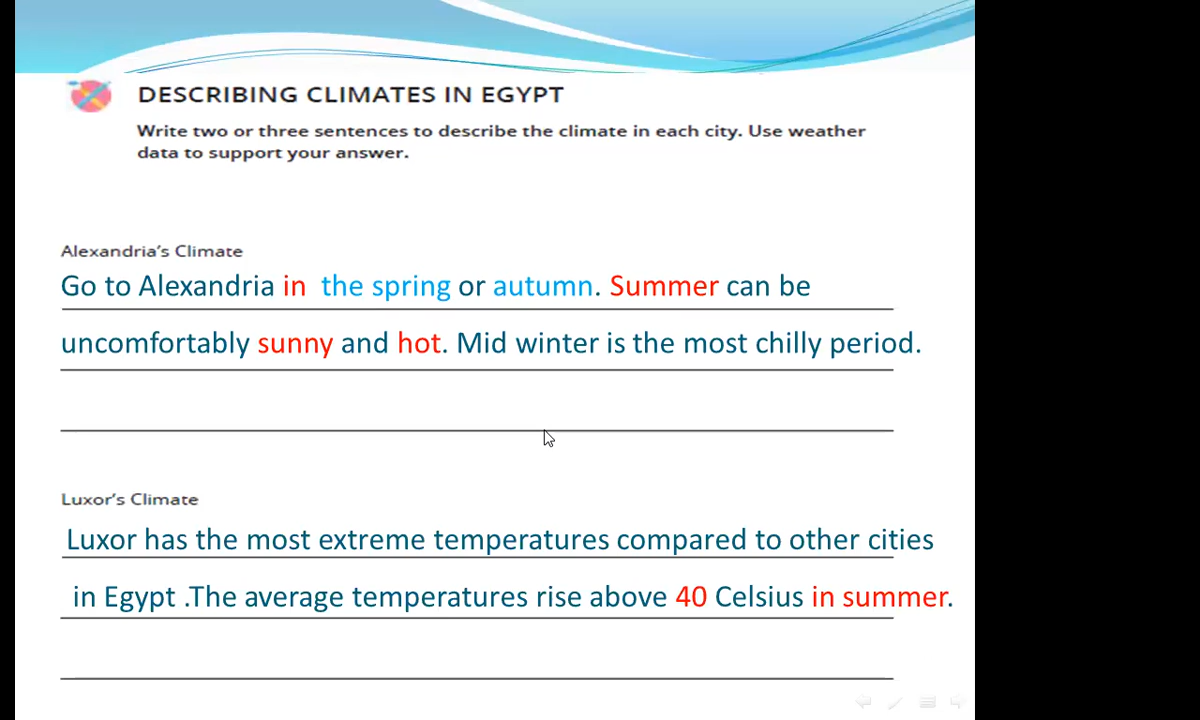 DESCRIBING CLIMATES IN EGYPT
Write two or three sentences to describe the climate in each city. Use weather
data to support your answer.
Alexandria's Climate
Go to Alexandria in the spring or autumn. Summer can be
uncomfortably sunny and hot. Mid winter is the most chilly period.
Luxor's Climate
Luxor has the most extreme temperatures compared to other cities
in Egypt .The average temperatures rise above 40 Celsius in summer.